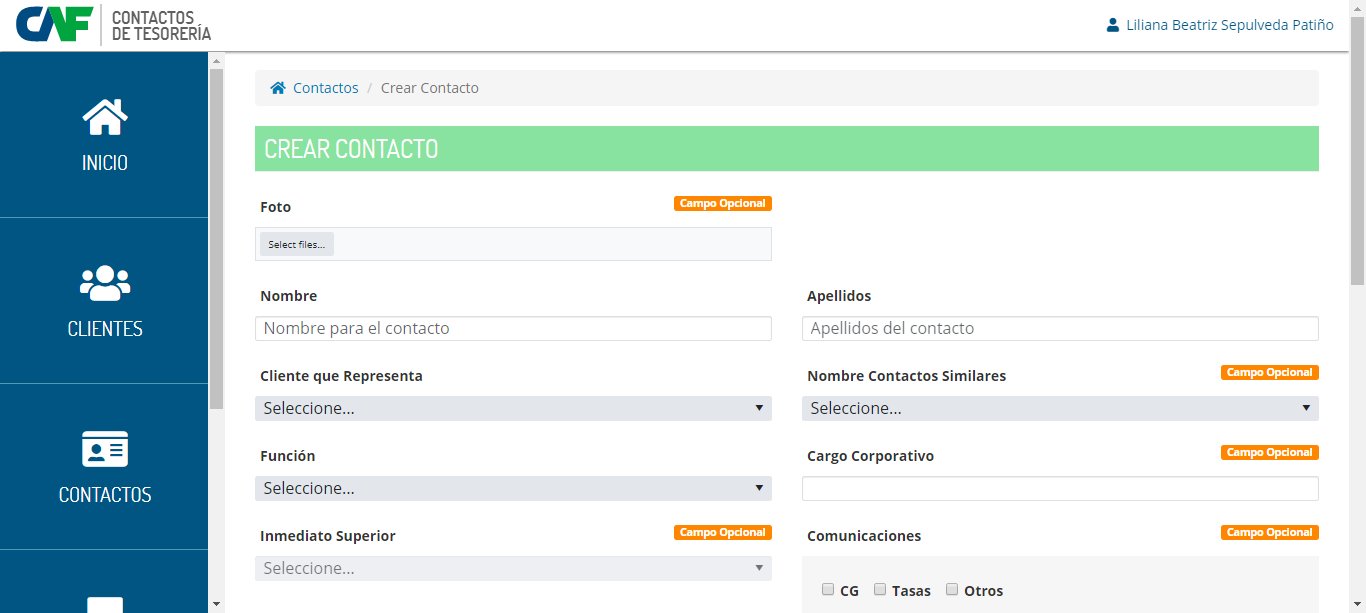 CAF
CONTACTOS
DE TESORERÍA
Liliana Beatriz Sepulveda Patiño
INICIO
CLIENTES
CONTACTOS
Contactos / Crear Contacto
CREAR CONTACTO
Foto
Campo Opcional
Select files...
Nombre
Apellidos
Nombre para el contacto
Apellidos del contacto
Cliente que Representa
Nombre Contactos Similares
Campo Opcional
Seleccione...
Seleccione...
Función
Cargo Corporativo
Campo Opcional
Seleccione...
Inmediato Superior
Campo Opcional
Comunicaciones
Campo Opcional
Seleccione...
CG Tasas Otros